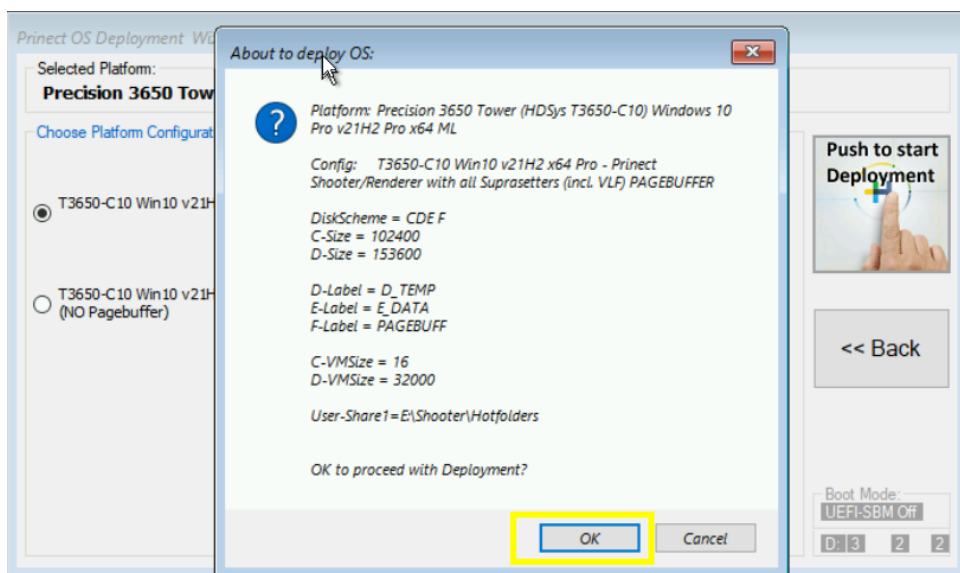 Prinect OS Deployment
About to deploy OS:
Selected Platform:
Precision 3650 Tow
Choose Platform Configurat
T3650-C10 Win10 v21H
T3650-C10 Win10 v21H
(NO Pagebuffer)
Platform: Precision 3650 Tower (HDSys T3650-C10) Windows 10
Pro v21H2 Pro x64 ML
Config: T3650-C10 Win10 v21H2 x64 Pro - Prinect
Shooter/Renderer with all Suprasetters (incl. VLF) PAGEBUFFER
DiskScheme = CDE F
C-Size = 102400
D-Size = 153600
D-Label = D_TEMP
E-Label = E_DATA
F-Label = PAGEBUFF
C-VMSize = 16
D-VMSize = 32000
User-Share1=E:\Shooter\Hotfolders
OK to proceed with Deployment?
OK
Cancel
Push to start
Deployment
<< Back
Boot Mode:
UEFI-SBM Off
D: 3 2 2